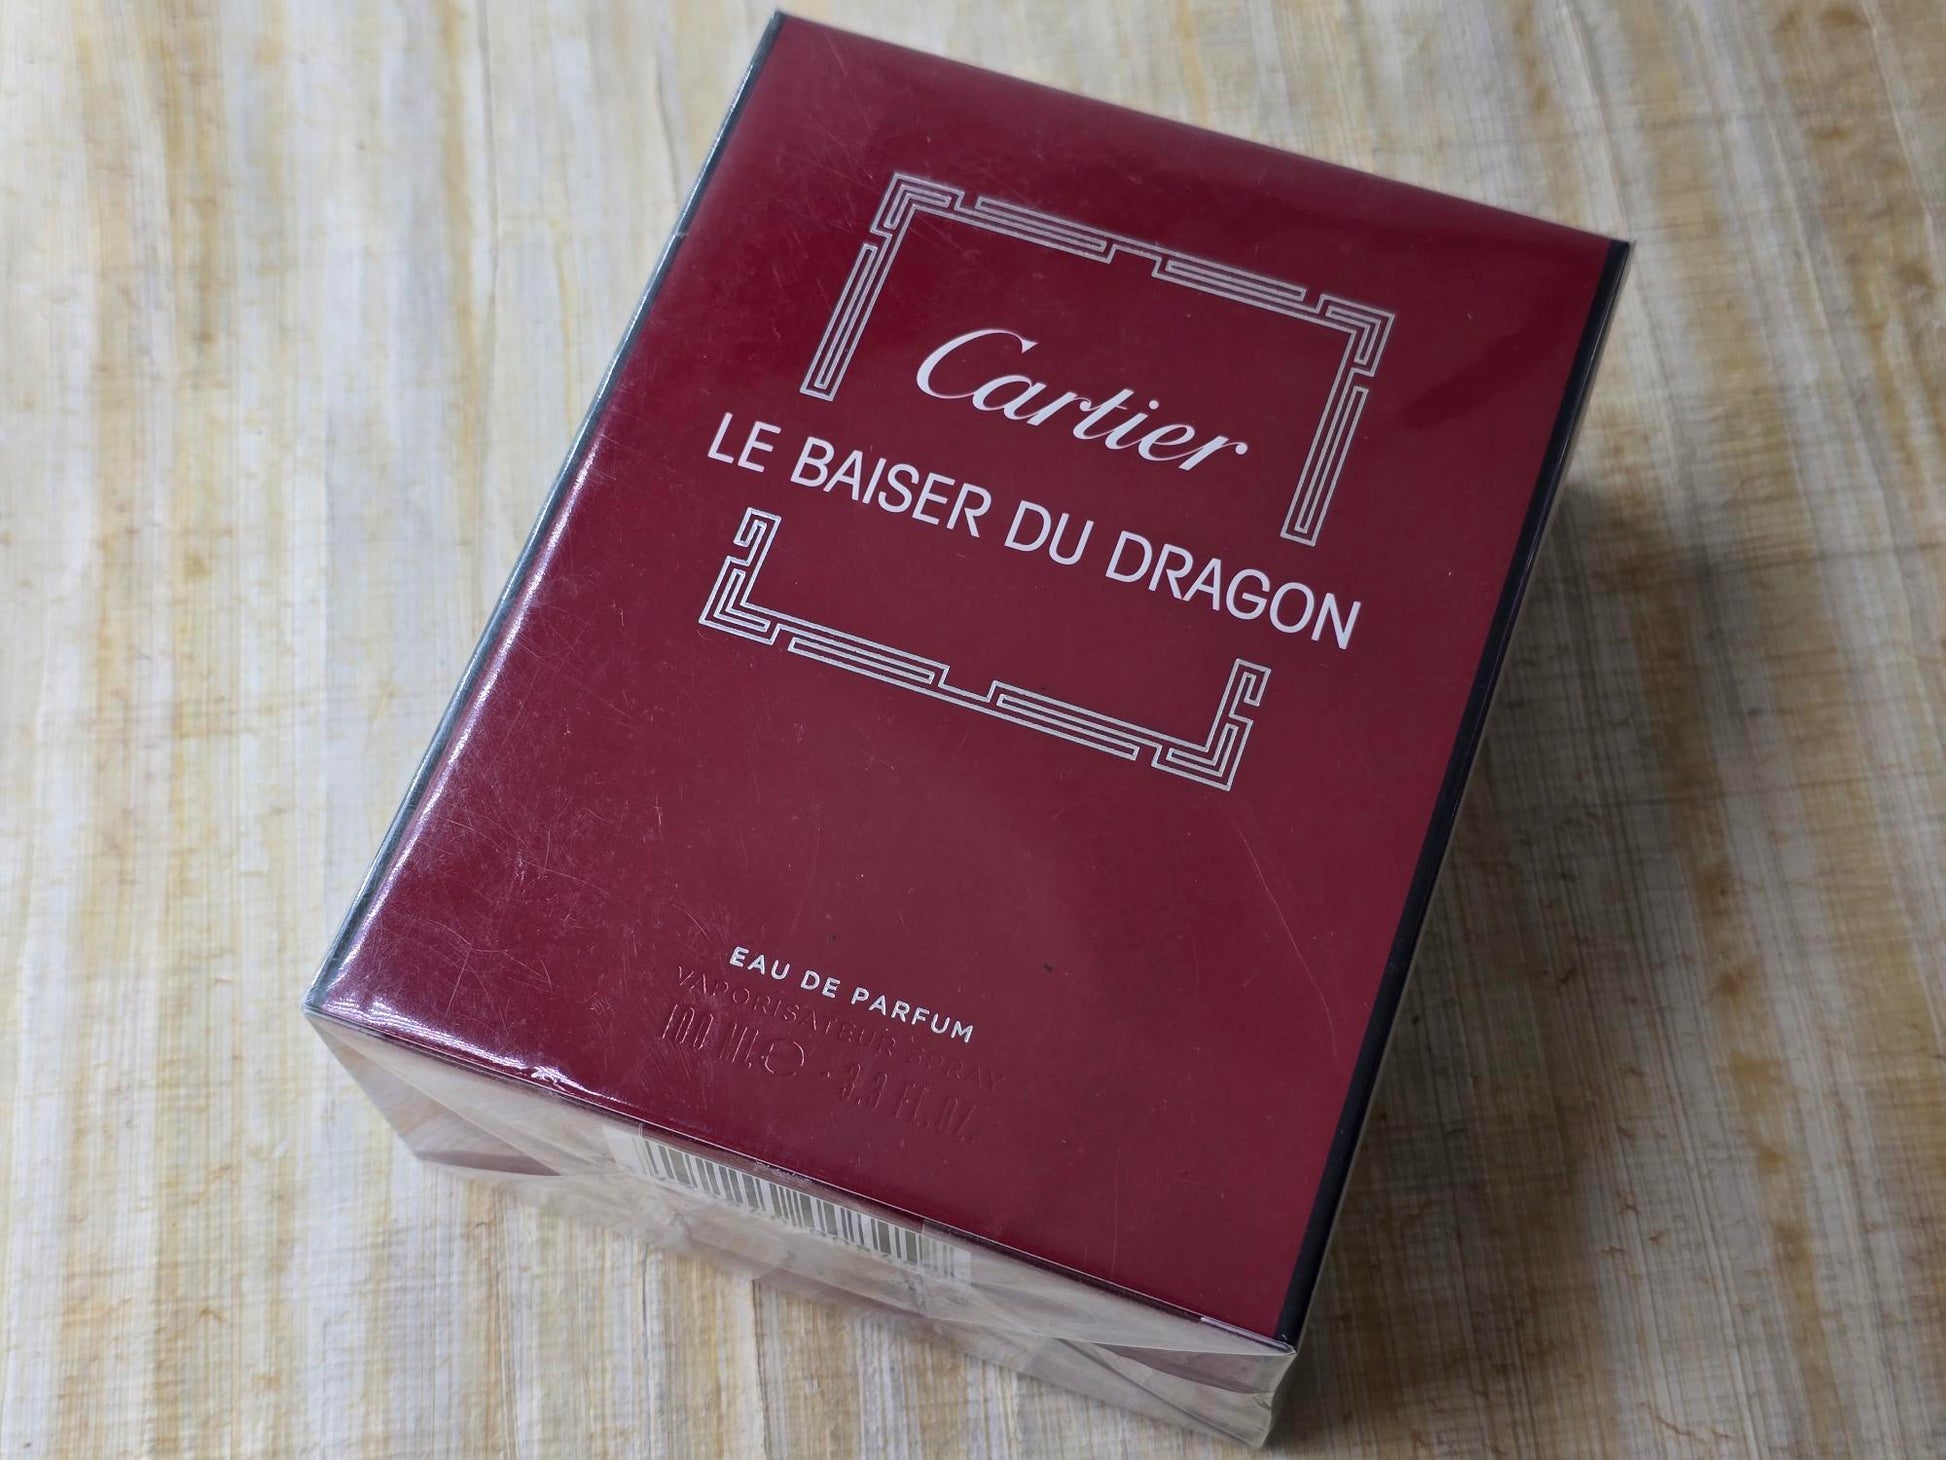 Cartier
LE BAISER DU DRAGON
EAU DE PARFUM
VAPORISATEUR SPRAY
100 ML.e · 3.3 FL.OZ.